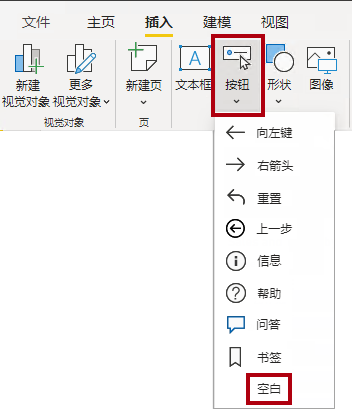 文件 主页 插入 建模 视图
新建 更多 新建页 文本框 按钮 形状 图像
视觉对象 视觉对象
视觉对象 页
向左键
右箭头
重置
上一步
信息
帮助
问答
书签
空白